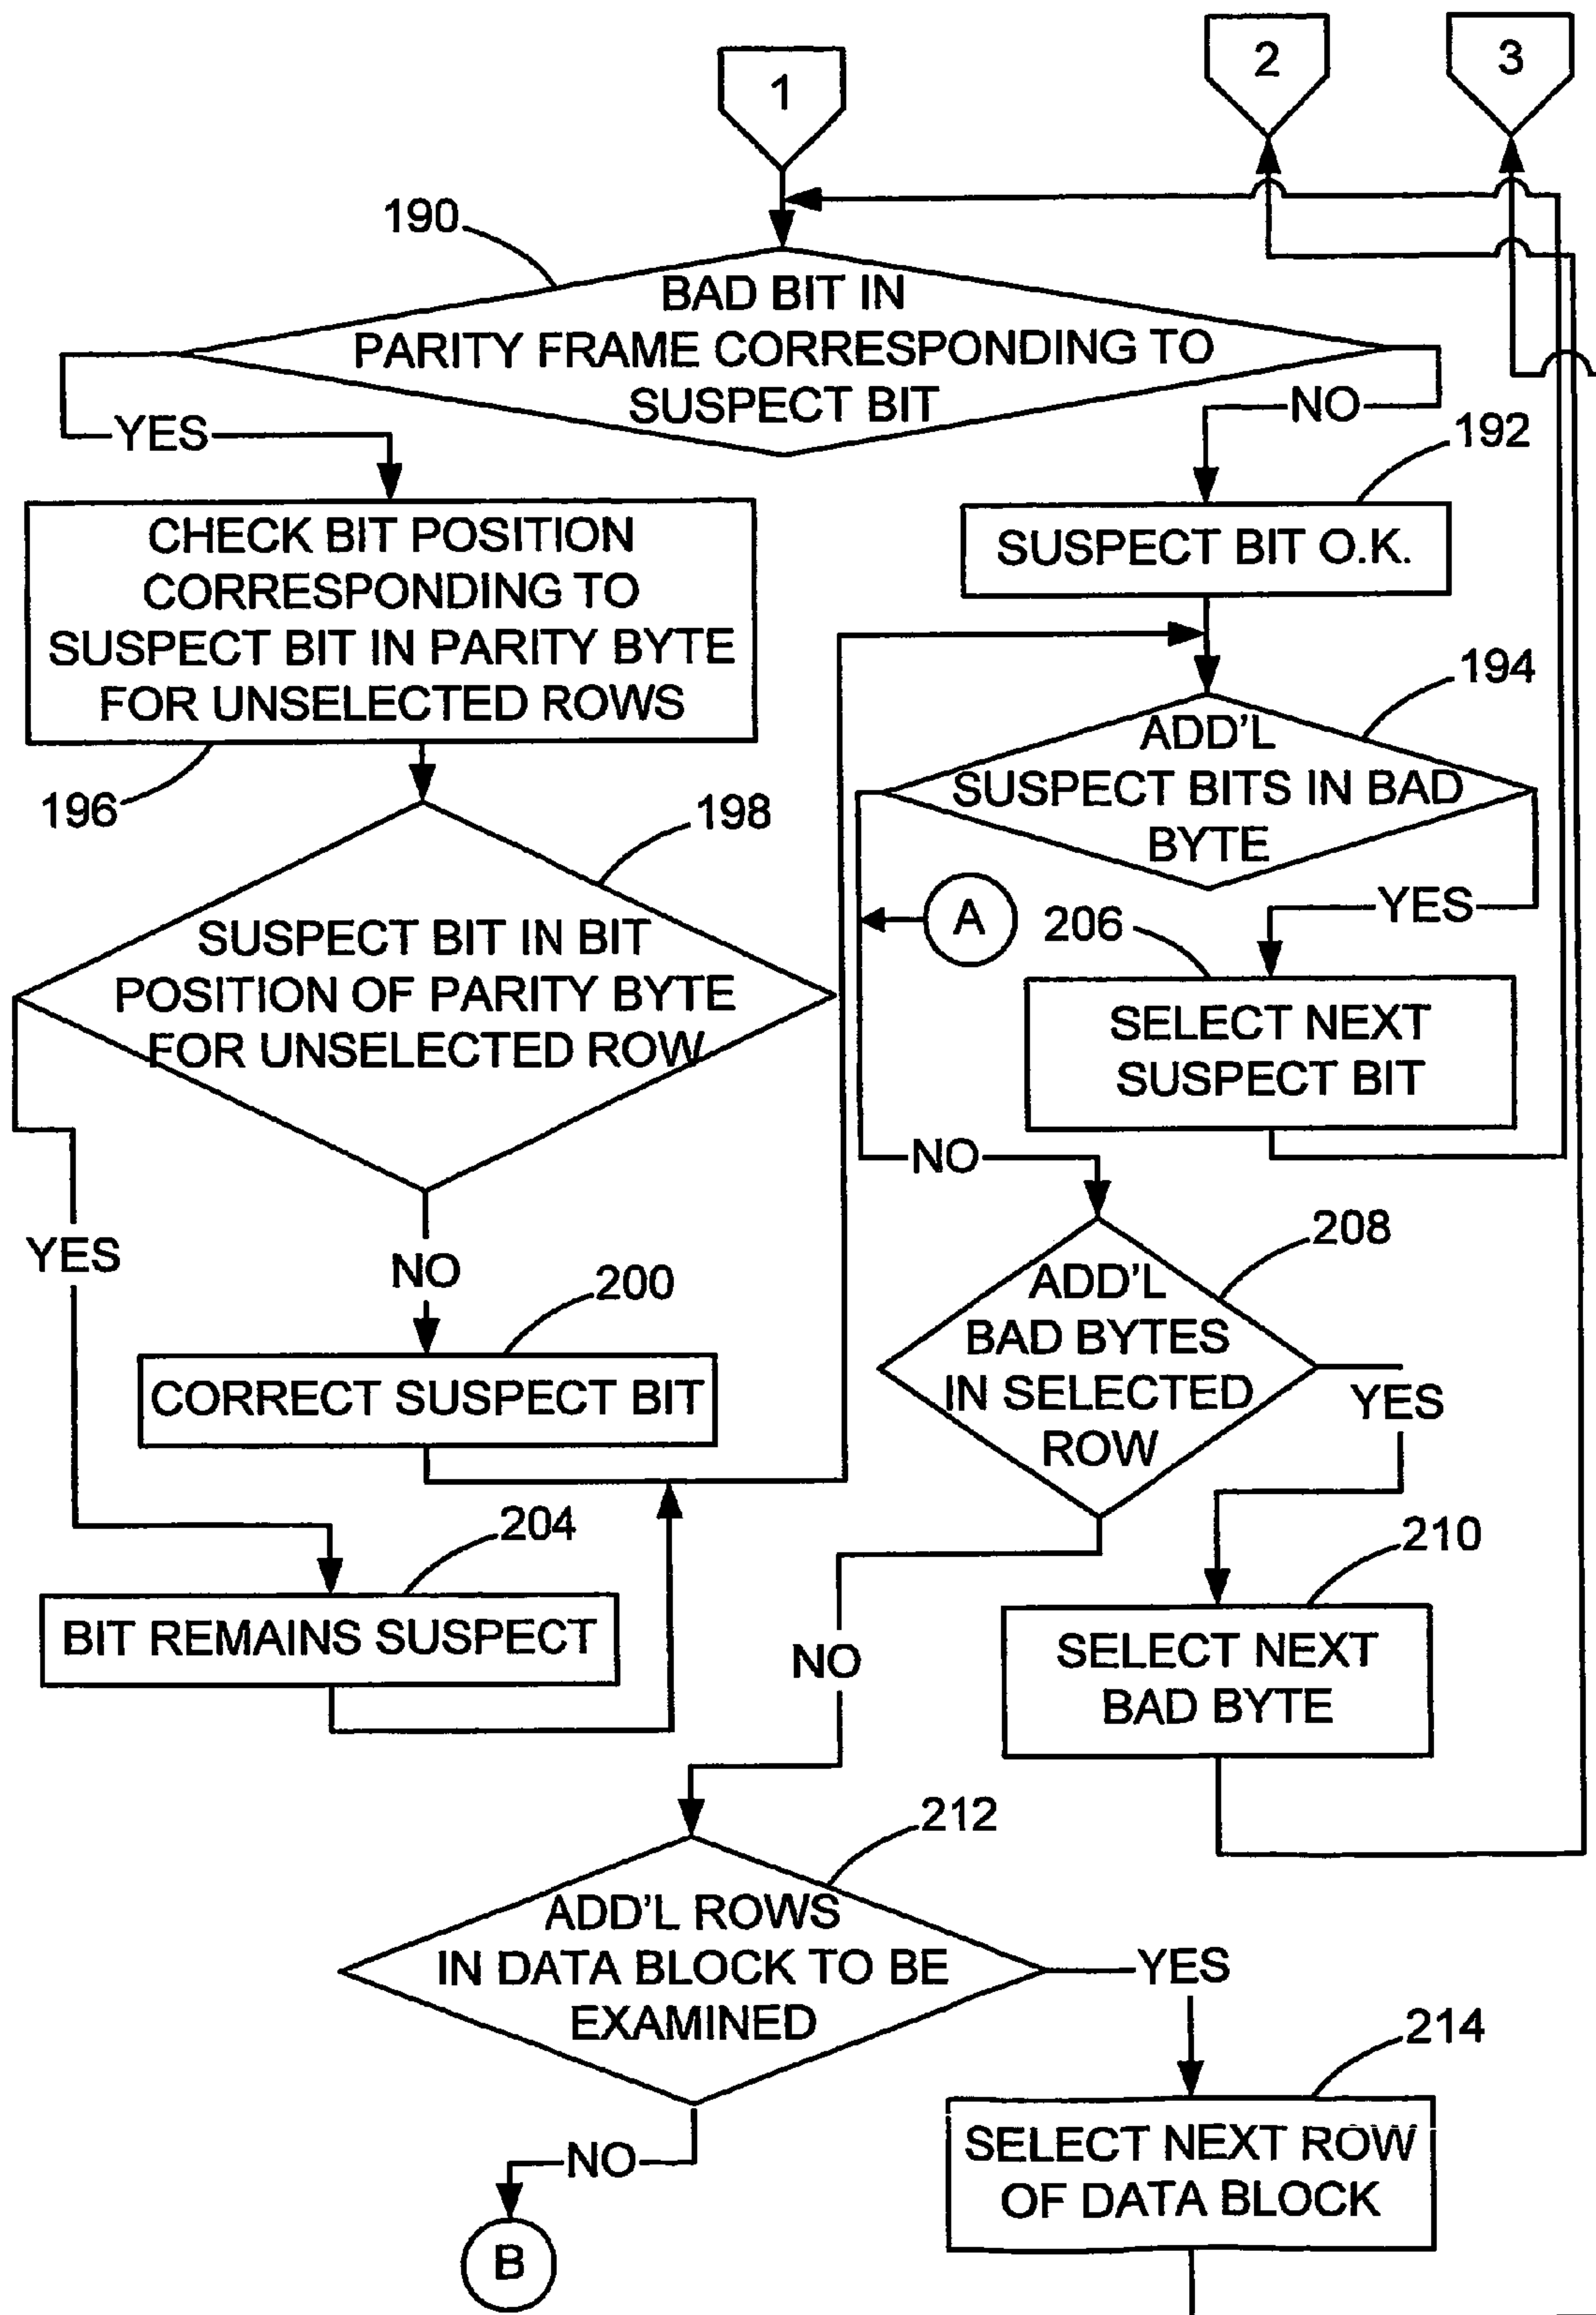 1
2
3
190
BAD BIT IN
PARITY FRAME CORRESPONDING TO
SUSPECT BIT
YES
NO
192
CHECK BIT POSITION
CORRESPONDING TO
SUSPECT BIT IN PARITY BYTE
FOR UNSELECTED ROWS
SUSPECT BIT O.K.
194
ADD'L
SUSPECT BITS IN BAD
BYTE
196
198
A
206
YES
SUSPECT BIT IN BIT
POSITION OF PARITY BYTE
FOR UNSELECTED ROW
SELECT NEXT
SUSPECT BIT
NO
YES
NO
208
ADD'L
BAD BYTES
IN SELECTED
ROW
200
YES
CORRECT SUSPECT BIT
204
210
BIT REMAINS SUSPECT
NO
SELECT NEXT
BAD BYTE
212
ADD'L ROWS
IN DATA BLOCK TO BE
EXAMINED
YES
214
NO
SELECT NEXT ROW
OF DATA BLOCK
B